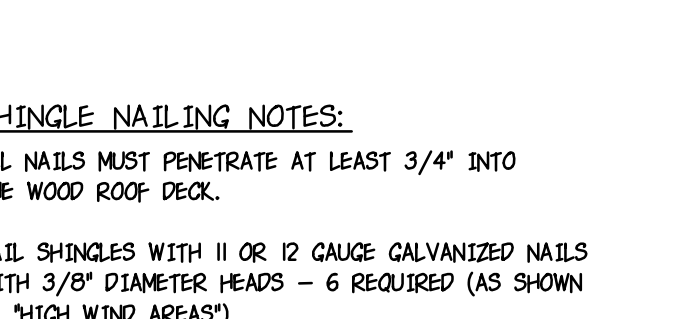 HINGLE NAILING NOTES:
L NAILS MUST PENETRATE AT LEAST 3/4" INTO
E WOOD ROOF DECK.
AIL SHINGLES WITH 11 OR 12 GAUGE GALVANIZED NAILS
ITH 3/8" DIAMETER HEADS – 6 REQUIRED (AS SHOWN
"HIGH WIND AREAS")